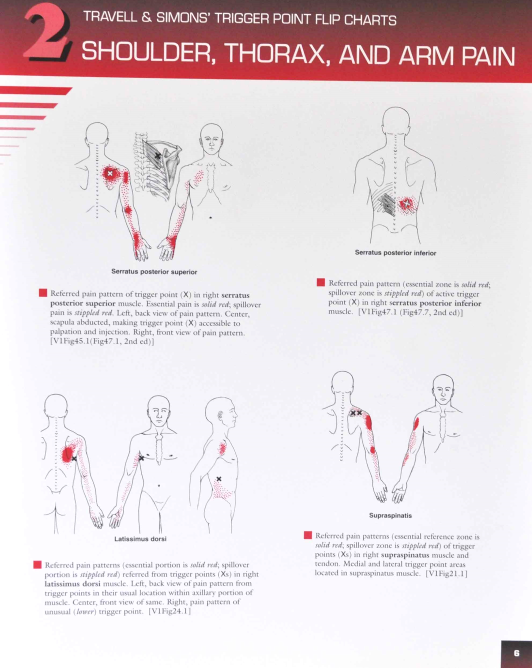 2
TRAVELL & SIMONS' TRIGGER POINT FLIP CHARTS
SHOULDER, THORAX, AND ARM PAIN
Serratus posterior superior
Referred pain pattern of trigger point (X) in right serratus
posterior superior muscle. Essential pain is solid red; spillover
pain is stippled red. Left, back view of pain pattern. Center,
scapula abducted, making trigger point (X) accessible to
palpation and injection. Right, front view of pain pattern.
[V1Fig45.1(Fig47.1, 2nd ed)]
Serratus posterior inferior
Referred pain pattern (essential zone is solid red;
spillover zone is stippled red) of active trigger
point (X) in right serratus posterior inferior
muscle. [V1Fig47.1 (Fig47.7, 2nd ed)]
Latissimus dorsi
Referred pain patterns (essential portion is solid red; spillover
portion is stippled red) referred from trigger points (Xs) in right
latissimus dorsi muscle. Left, back view of pain pattern from
trigger points in their usual location within axillary portion of
muscle. Center, front view of same. Right, pain pattern of
unusual (lower) trigger point. [V1Fig24.1]
Supraspinatis
Referred pain patterns (essential reference zone is
solid red; spillover zone is stippled red) of trigger
points (Xs) in right supraspinatus muscle and
tendon. Medial and lateral trigger point areas
located in supraspinatus muscle. [V1Fig21.1]
6